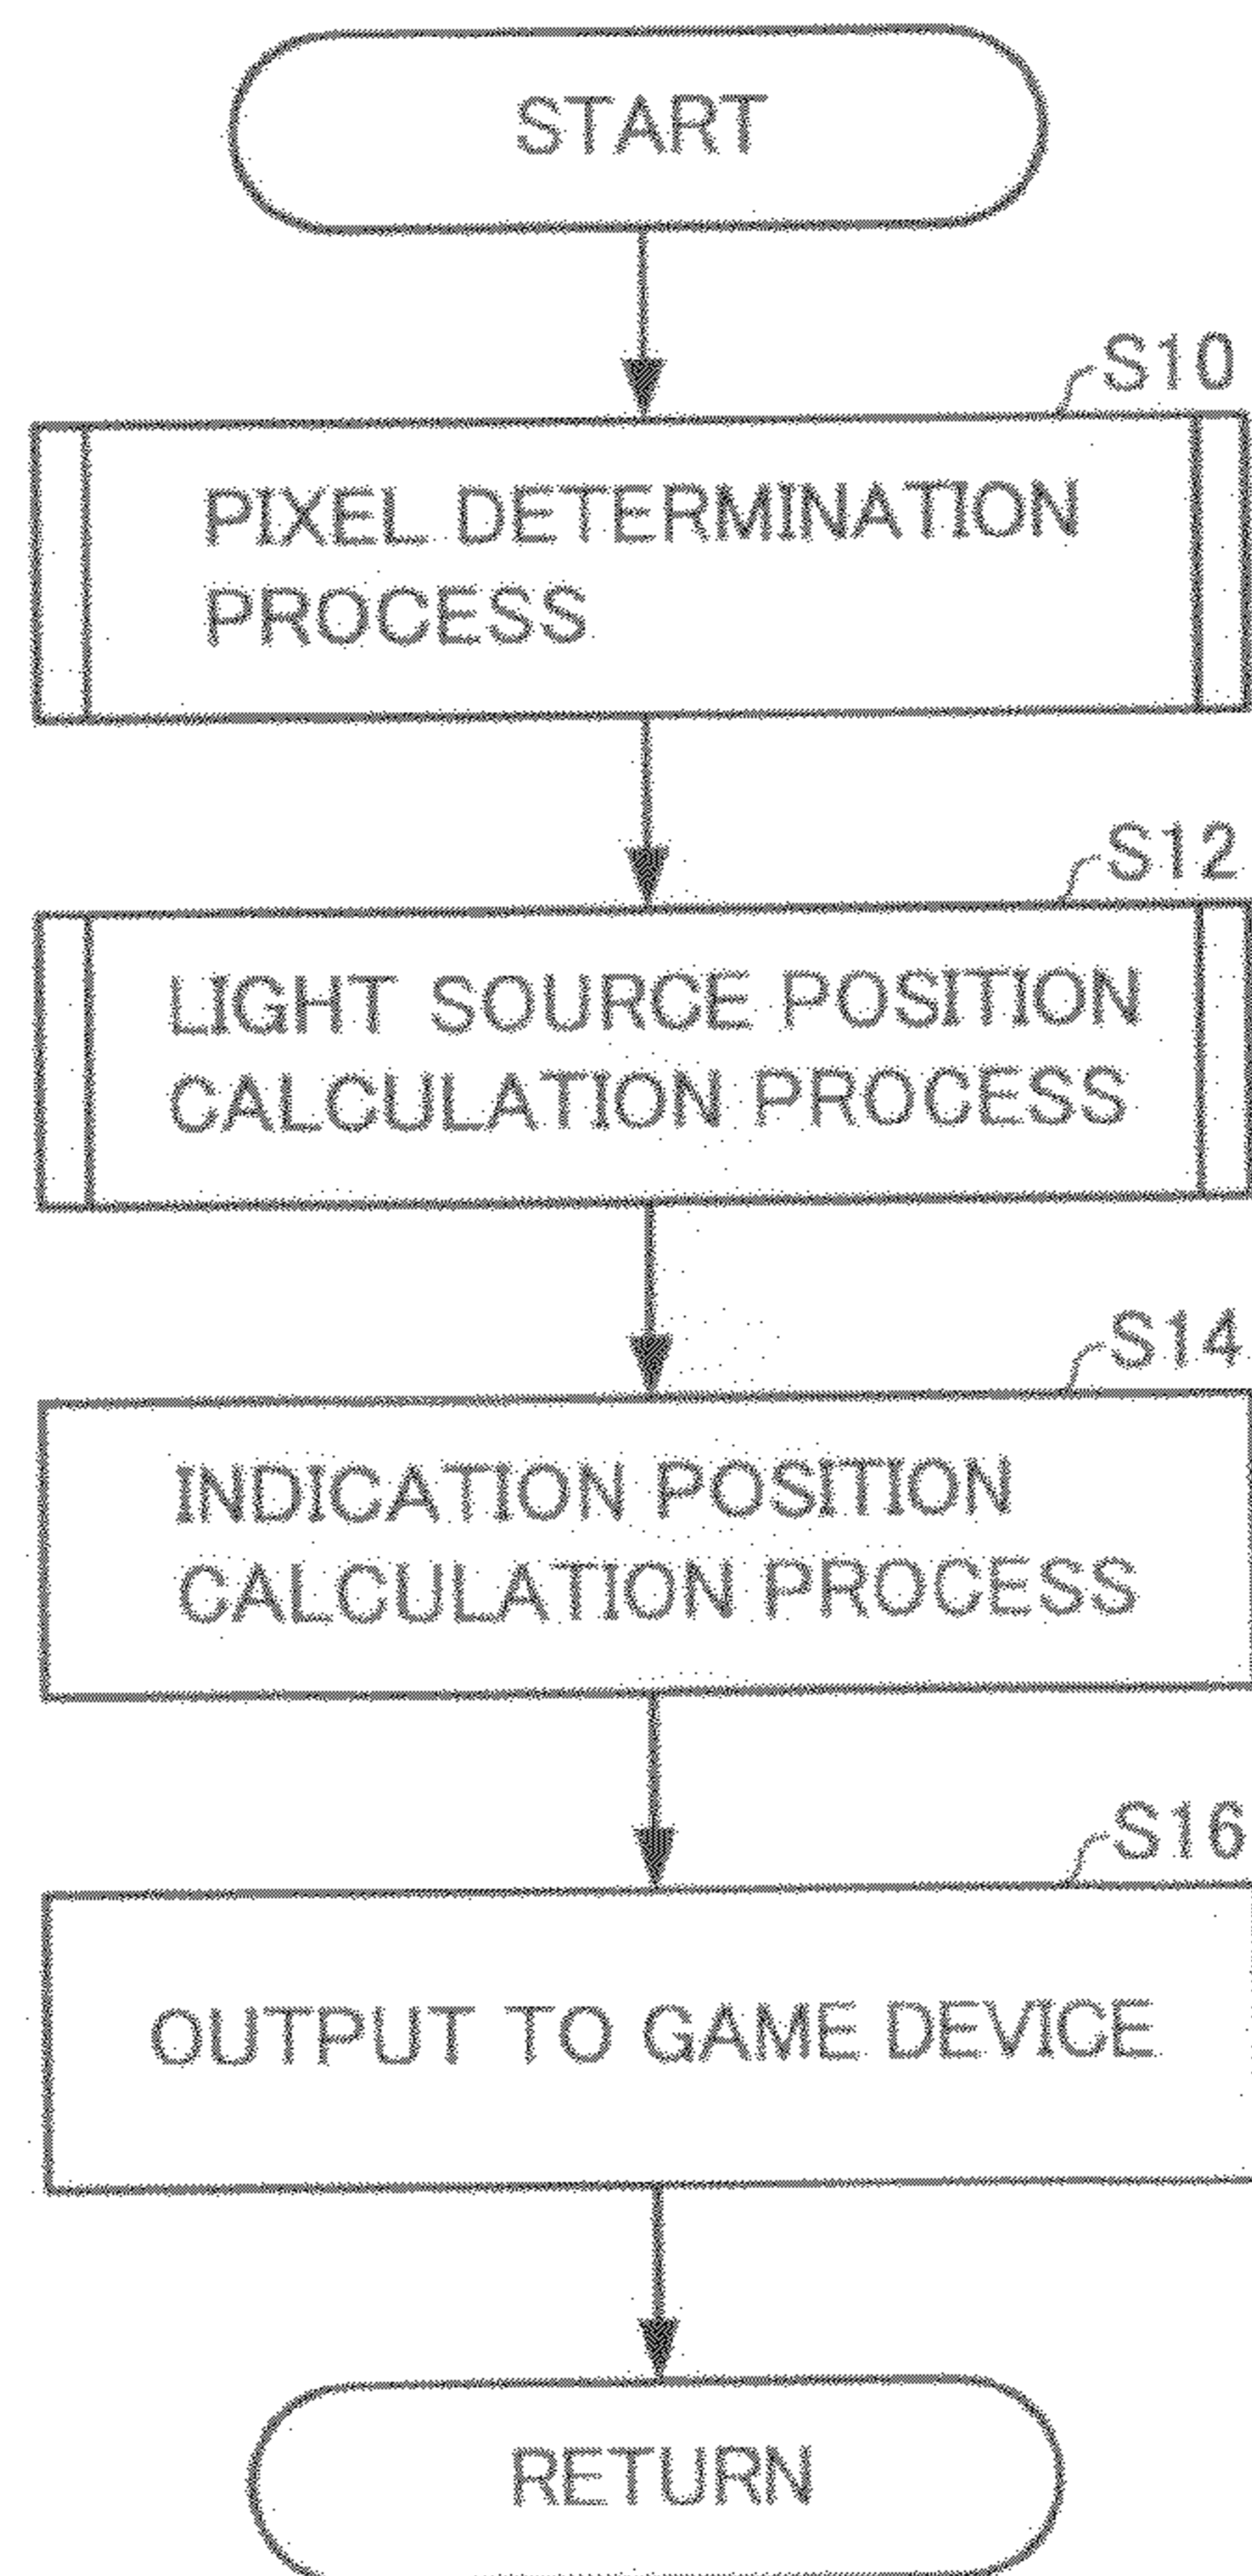 START
S10
PIXEL DETERMINATION
PROCESS
S12
LIGHT SOURCE POSITION
CALCULATION PROCESS
S14
INDICATION POSITION
CALCULATION PROCESS
S16
OUTPUT TO GAME DEVICE
RETURN